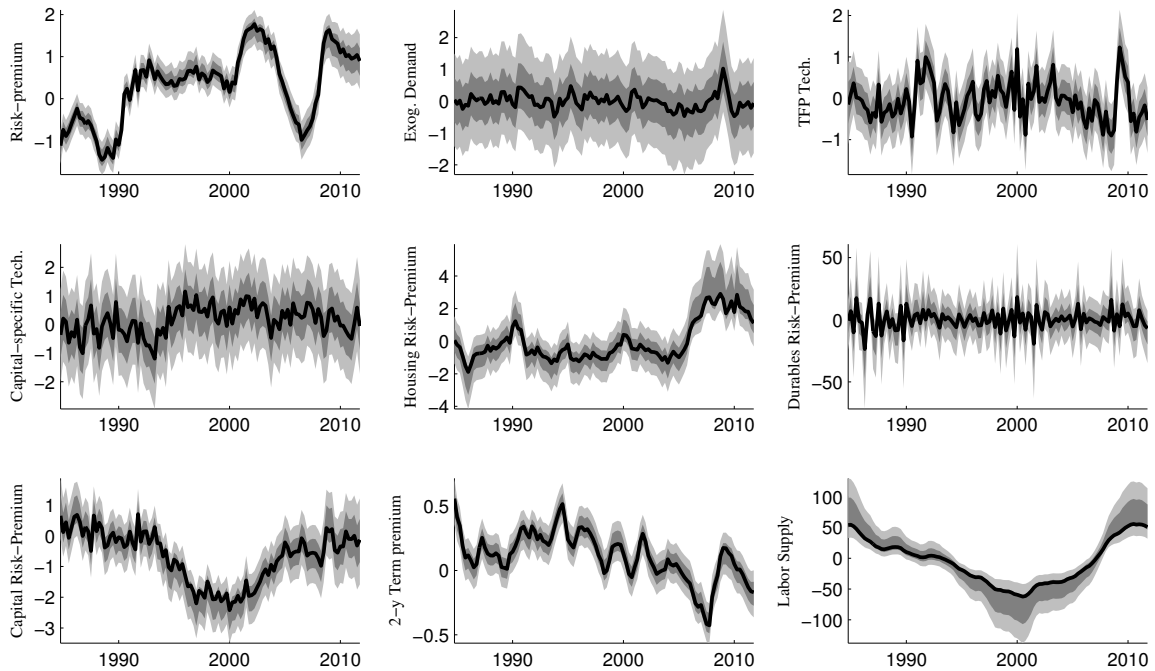 Risk−premium
2
1
0
−1
1990 2000 2010
Exog. Demand
2
1
0
−1
−2
1990 2000 2010
TFP Tech.
2
1
0
−1
1990 2000 2010
Capital−specific Tech.
2
1
0
−1
−2
1990 2000 2010
Housing Risk−Premium
4
2
0
−2
−4
1990 2000 2010
Durables Risk−Premium
50
0
−50
1990 2000 2010
Capital Risk−Premium
1
0
−1
−2
−3
1990 2000 2010
2−y Term premium
0.5
0
−0.5
1990 2000 2010
Labor Supply
100
50
0
−50
−100
1990 2000 2010